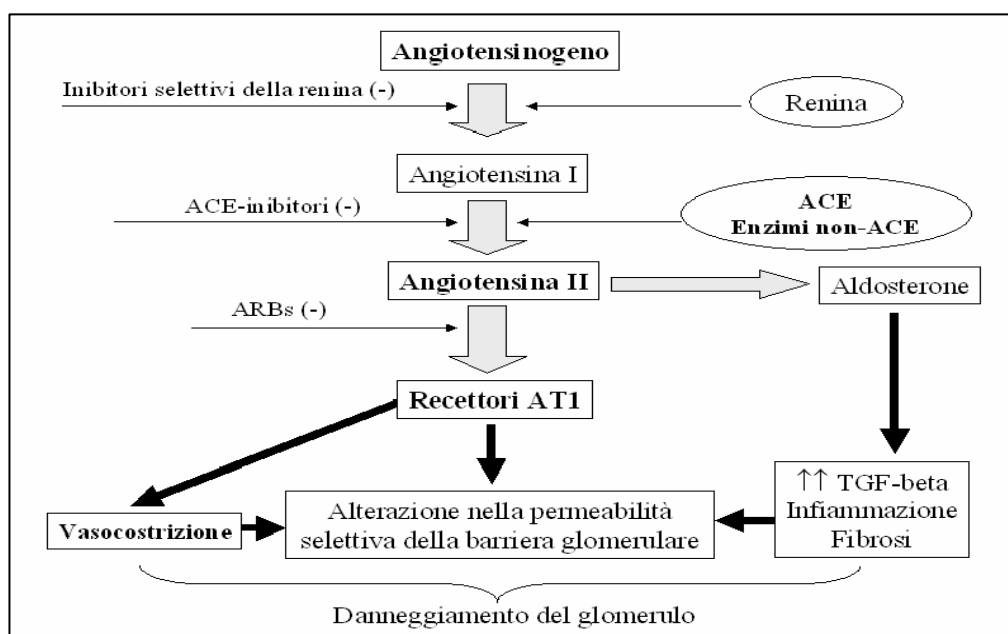 Angiotensinogeno
Inibitori selettivi della renina (-)
Renina
Angiotensina I
ACE-inibitori (-)
ACE
Enzimi non-ACE
Angiotensina II
Aldosterone
ARBs (-)
Recettori AT1
↑↑ TGF-beta
Infiammazione
Fibrosi
Vasocostrizione
Alterazione nella permeabilità
selettiva della barriera glomerulare
Danneggiamento del glomerulo